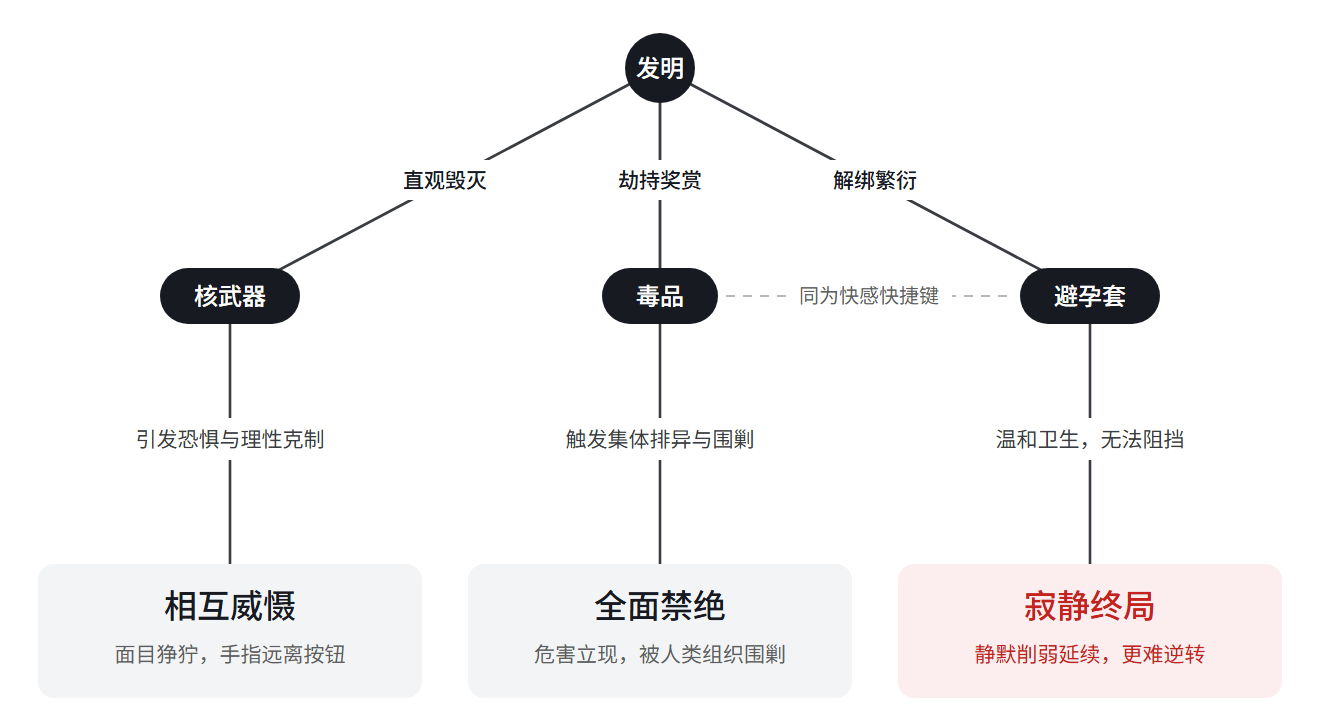 发明
直观毁灭
劫持奖赏
解绑繁衍
核武器
毒品
同为快感快捷键
避孕套
引发恐惧与理性克制
触发集体排异与围剿
温和卫生，无法阻挡
相互威慑
面目狰狞，手指远离按钮
全面禁绝
危害立现，被人类组织围剿
寂静终局
静默削弱延续，更难逆转